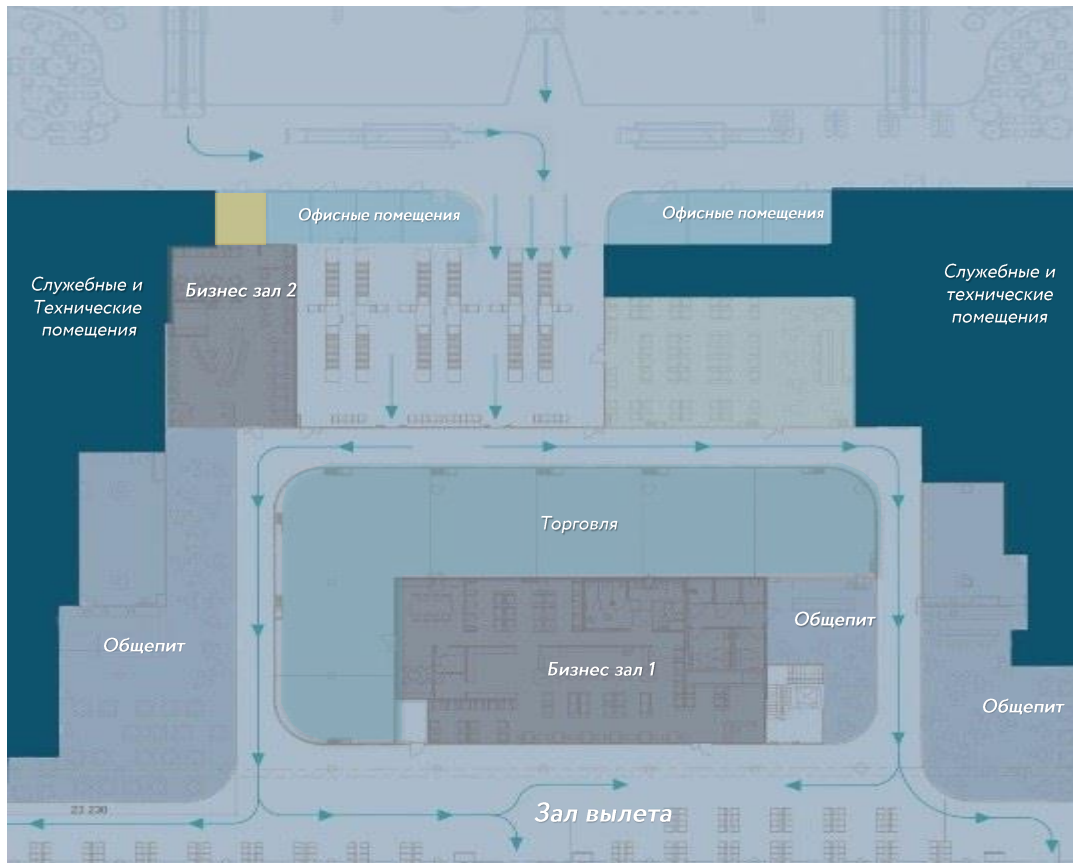 Офисные помещения
Офисные помещения
Служебные и
Технические
помещения
Бизнес зал 2
Служебные и
технические
помещения
Торговля
Общепит
Общепит
Бизнес зал 1
Общепит
Зал вылета